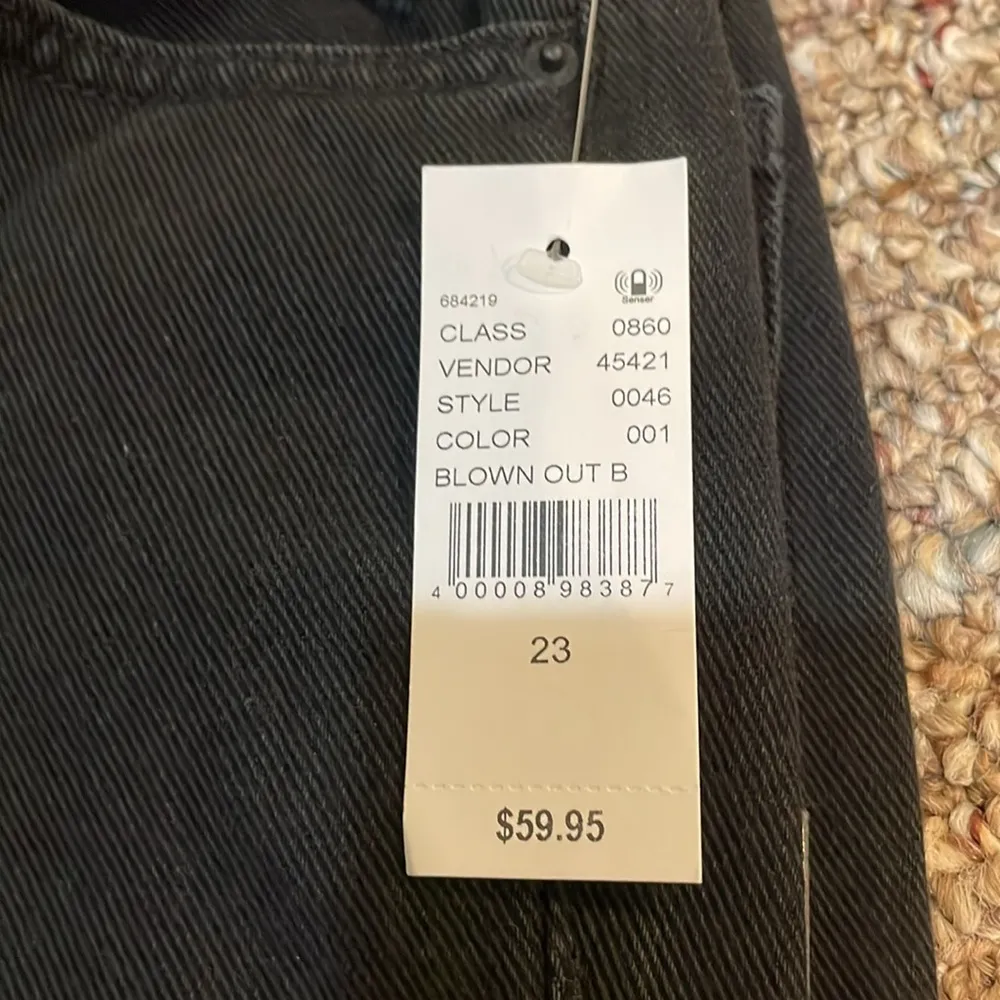 684219
Sensor
CLASS 0860
VENDOR 45421
STYLE 0046
COLOR 001
BLOWN OUT B
4 00008 98387 7
23
$59.95